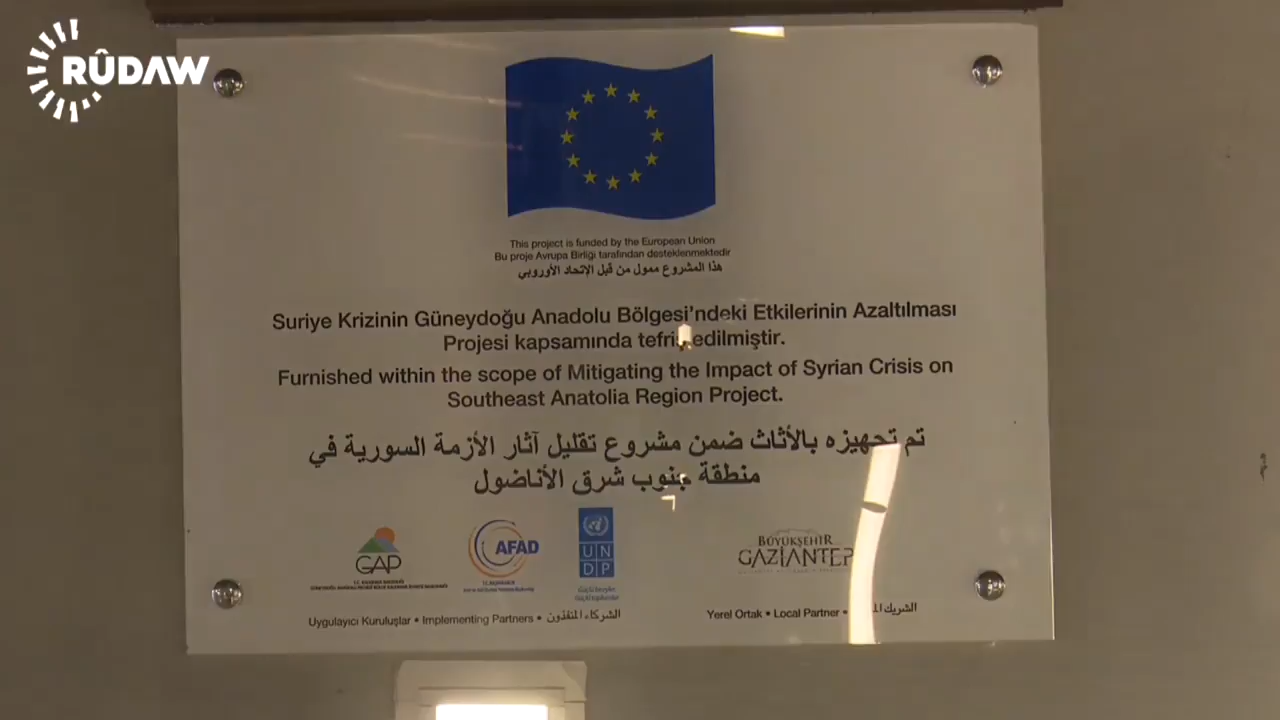 RÛDAW
This project is funded by the European Union
Bu proje Avrupa Birliği tarafından desteklenmektedir
هذا المشروع ممول من قبل الإتحاد الأوروبي
Suriye Krizinin Güneydoğu Anadolu Bölgesi'ndeki Etkilerinin Azaltılması
Projesi kapsamında edilmiştir.
Furnished within the scope of Mitigating the Impact of Syrian Crisis on
Southeast Anatolia Region Project.
تم تجهيزه بالأثاث ضمن مشروع تقليل آثار الأزمة السورية في
منطقة جنوب شرق الأناضول
GAP
AFAD
UN
DP
BÜYÜKŞEHİR
GAZİANTEP
Uygulayıcı Kuruluşlar • Implementing Partners • الشركاء المنفذون
Yerel Ortak • Local Partner • الشريك